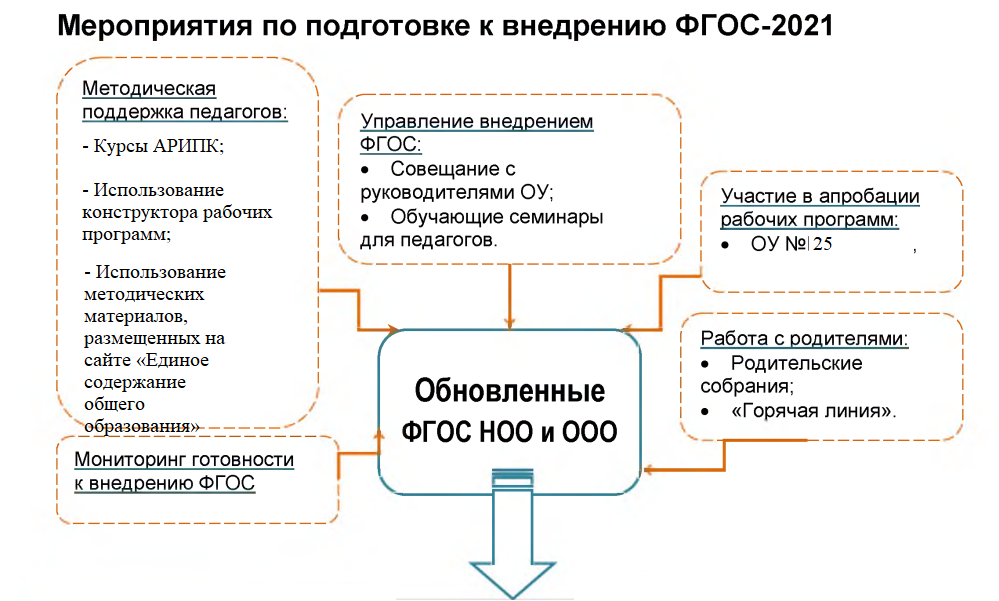 Мероприятия по подготовке к внедрению ФГОС-2021
Методическая
поддержка педагогов:
- Курсы АРИПК;
- Использование
конструктора рабочих
программ;
- Использование
методических
материалов,
размещенных на
сайте «Единое
содержание
общего
образования»
Управление внедрением
ФГОС:
• Совещание с
руководителями ОУ;
• Обучающие семинары
для педагогов.
Участие в апробации
рабочих программ:
• ОУ № 25 ,
Работа с родителями:
• Родительские
собрания;
• «Горячая линия».
Мониторинг готовности
к внедрению ФГОС
Обновленные
ФГОС НОО и ООО